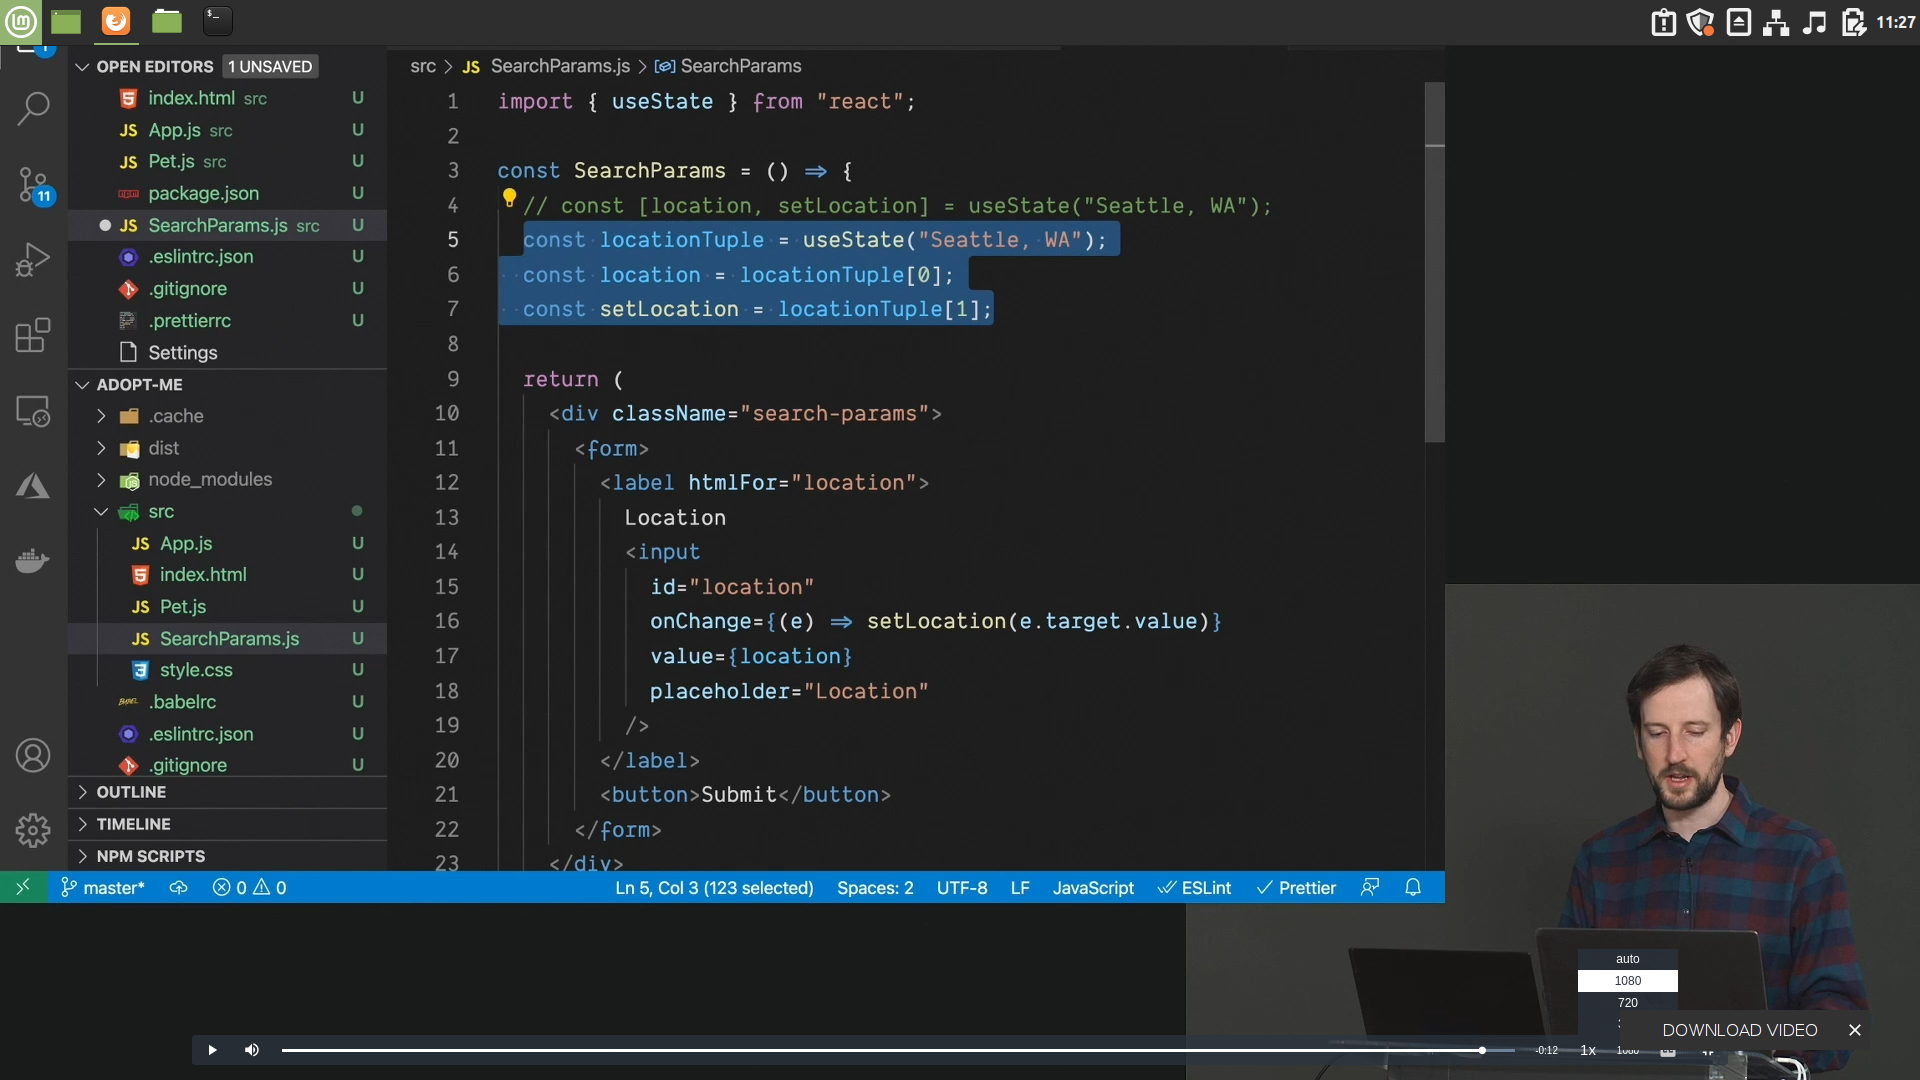 11:27
1
OPEN EDITORS 1 UNSAVED
index.html src U
App.js src U
Pet.js src U
package.json U
SearchParams.js src U
.eslintrc.json U
.gitignore U
.prettierrc U
Settings
11
ADOPT-ME
.cache
dist
node_modules
src
App.js U
index.html U
Pet.js U
SearchParams.js U
style.css U
.babelrc U
.eslintrc.json U
.gitignore U
OUTLINE
TIMELINE
NPM SCRIPTS
src > JS SearchParams.js > SearchParams
1 import { useState } from "react";
2
3 const SearchParams = () => {
4 // const [location, setLocation] = useState("Seattle, WA");
5 const locationTuple = useState("Seattle, WA");
6 const location = locationTuple[0];
7 const setLocation = locationTuple[1];
8
9 return (
10 <div className="search-params">
11 <form>
12 <label htmlFor="location">
13 Location
14 <input
15 id="location"
16 onChange={(e) => setLocation(e.target.value)}
17 value={location}
18 placeholder="Location"
19 />
20 </label>
21 <button>Submit</button>
22 </form>
23 </div>
master* 0 0 Ln 5, Col 3 (123 selected) Spaces: 2 UTF-8 LF JavaScript ESLint Prettier
auto
1080
720
DOWNLOAD VIDEO
-0:12 1x 1080